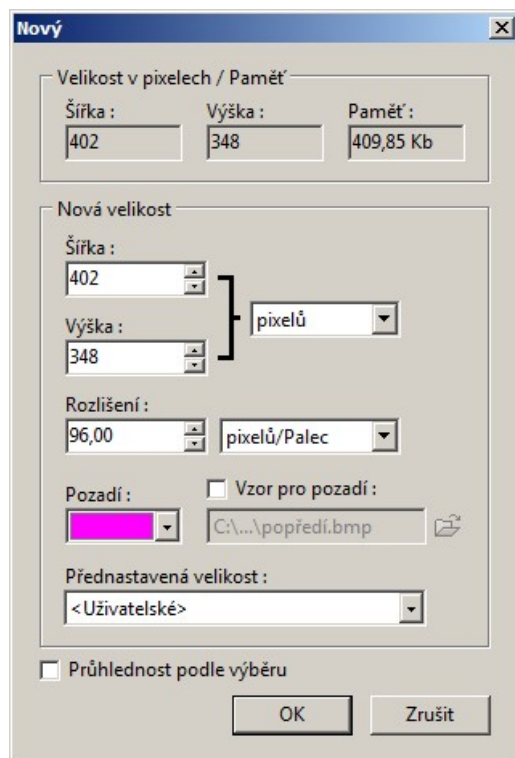 Nový
Velikost v pixelech / Paměť
Šířka : Výška : Paměť :
402 348 409,85 Kb
Nová velikost
Šířka :
402
pixelů
Výška :
348
Rozlišení :
96,00 pixelů/Palec
Pozadí : Vzor pro pozadí :
C:\...\popředí.bmp
Přednastavená velikost :
<Uživatelské>
Průhlednost podle výběru
OK Zrušit